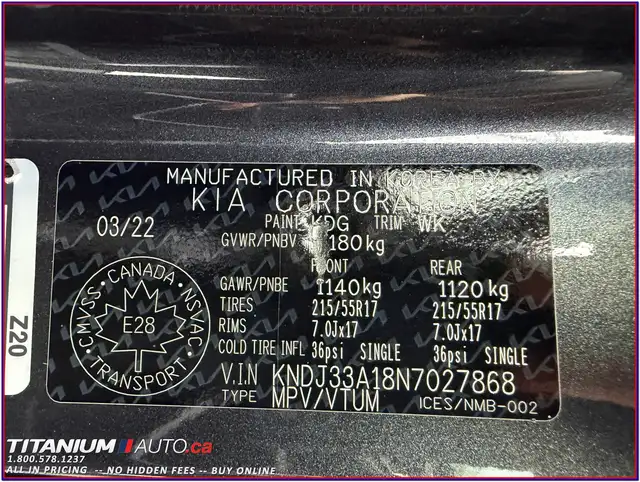 MANUFACTURED IN KOREA BY
KIA CORPORATION
03/22
PAINT KDG TRIM WK
GVWR/PNBV 180kg
FRONT REAR
GAWR/PNBE 1140kg 1120kg
TIRES 215/55R17 215/55R17
RIMS 7.0Jx17 7.0Jx17
COLD TIRE INFL 36psi SINGLE 36psi SINGLE
V.I.N KNDJ33A18N7027868
TYPE MPV/VTUM ICES/NMB-002
CMVSS · CANADA · NSVAC
E28
TRANSPORT
Z20
TITANIUM AUTO.ca
1.800.578.1237
ALL IN PRICING -- NO HIDDEN FEES -- BUY ONLINE